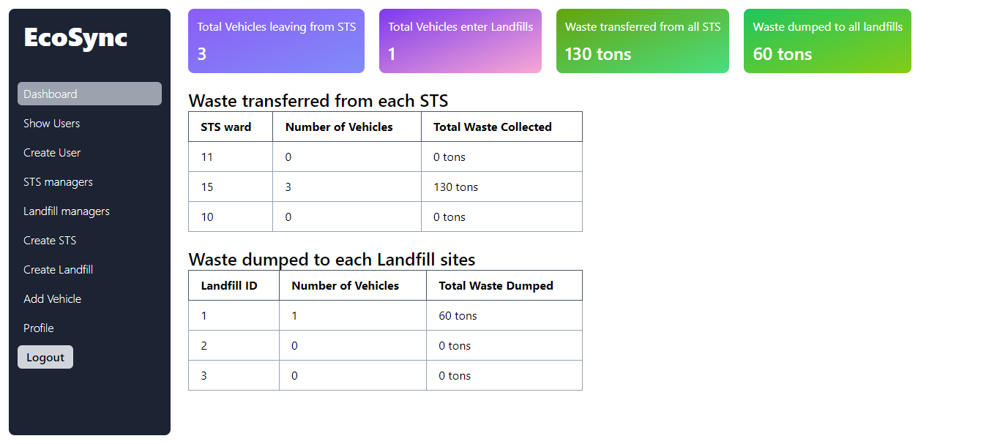 EcoSync
Dashboard
Show Users
Create User
STS managers
Landfill managers
Create STS
Create Landfill
Add Vehicle
Profile
Logout
Total Vehicles leaving from STS
3
Total Vehicles enter Landfills
1
Waste transferred from all STS
130 tons
Waste dumped to all landfills
60 tons
Waste transferred from each STS
STS ward Number of Vehicles Total Waste Collected
11 0 0 tons
15 3 130 tons
10 0 0 tons
Waste dumped to each Landfill sites
Landfill ID Number of Vehicles Total Waste Dumped
1 1 60 tons
2 0 0 tons
3 0 0 tons